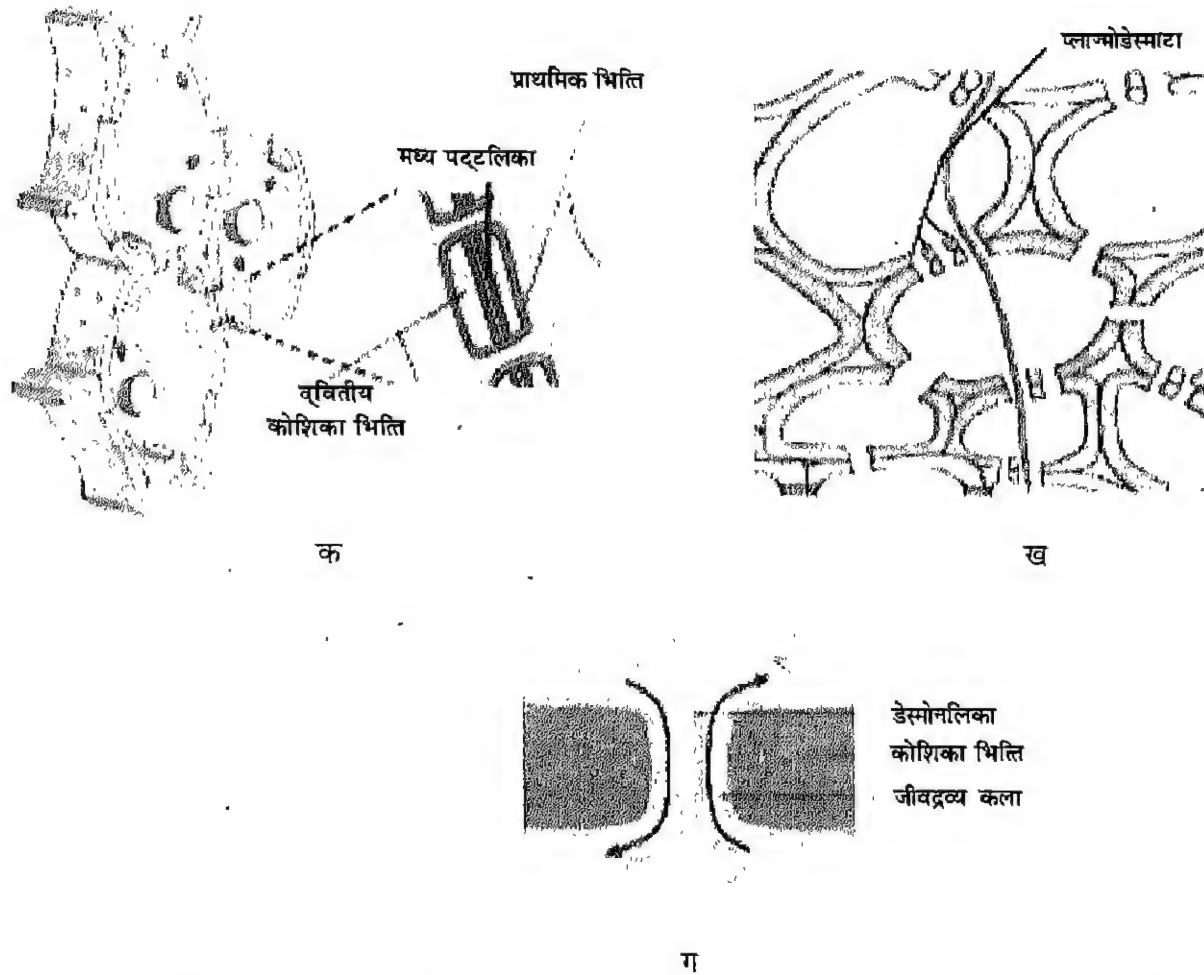 प्लाज्मोडेस्माटा
प्राथमिक भित्ति
मध्य पट्टलिका
द्वितीय
कोशिका भित्ति
क
ख
डेस्मोनलिका
कोशिका भित्ति
जीवद्रव्य कला
ग